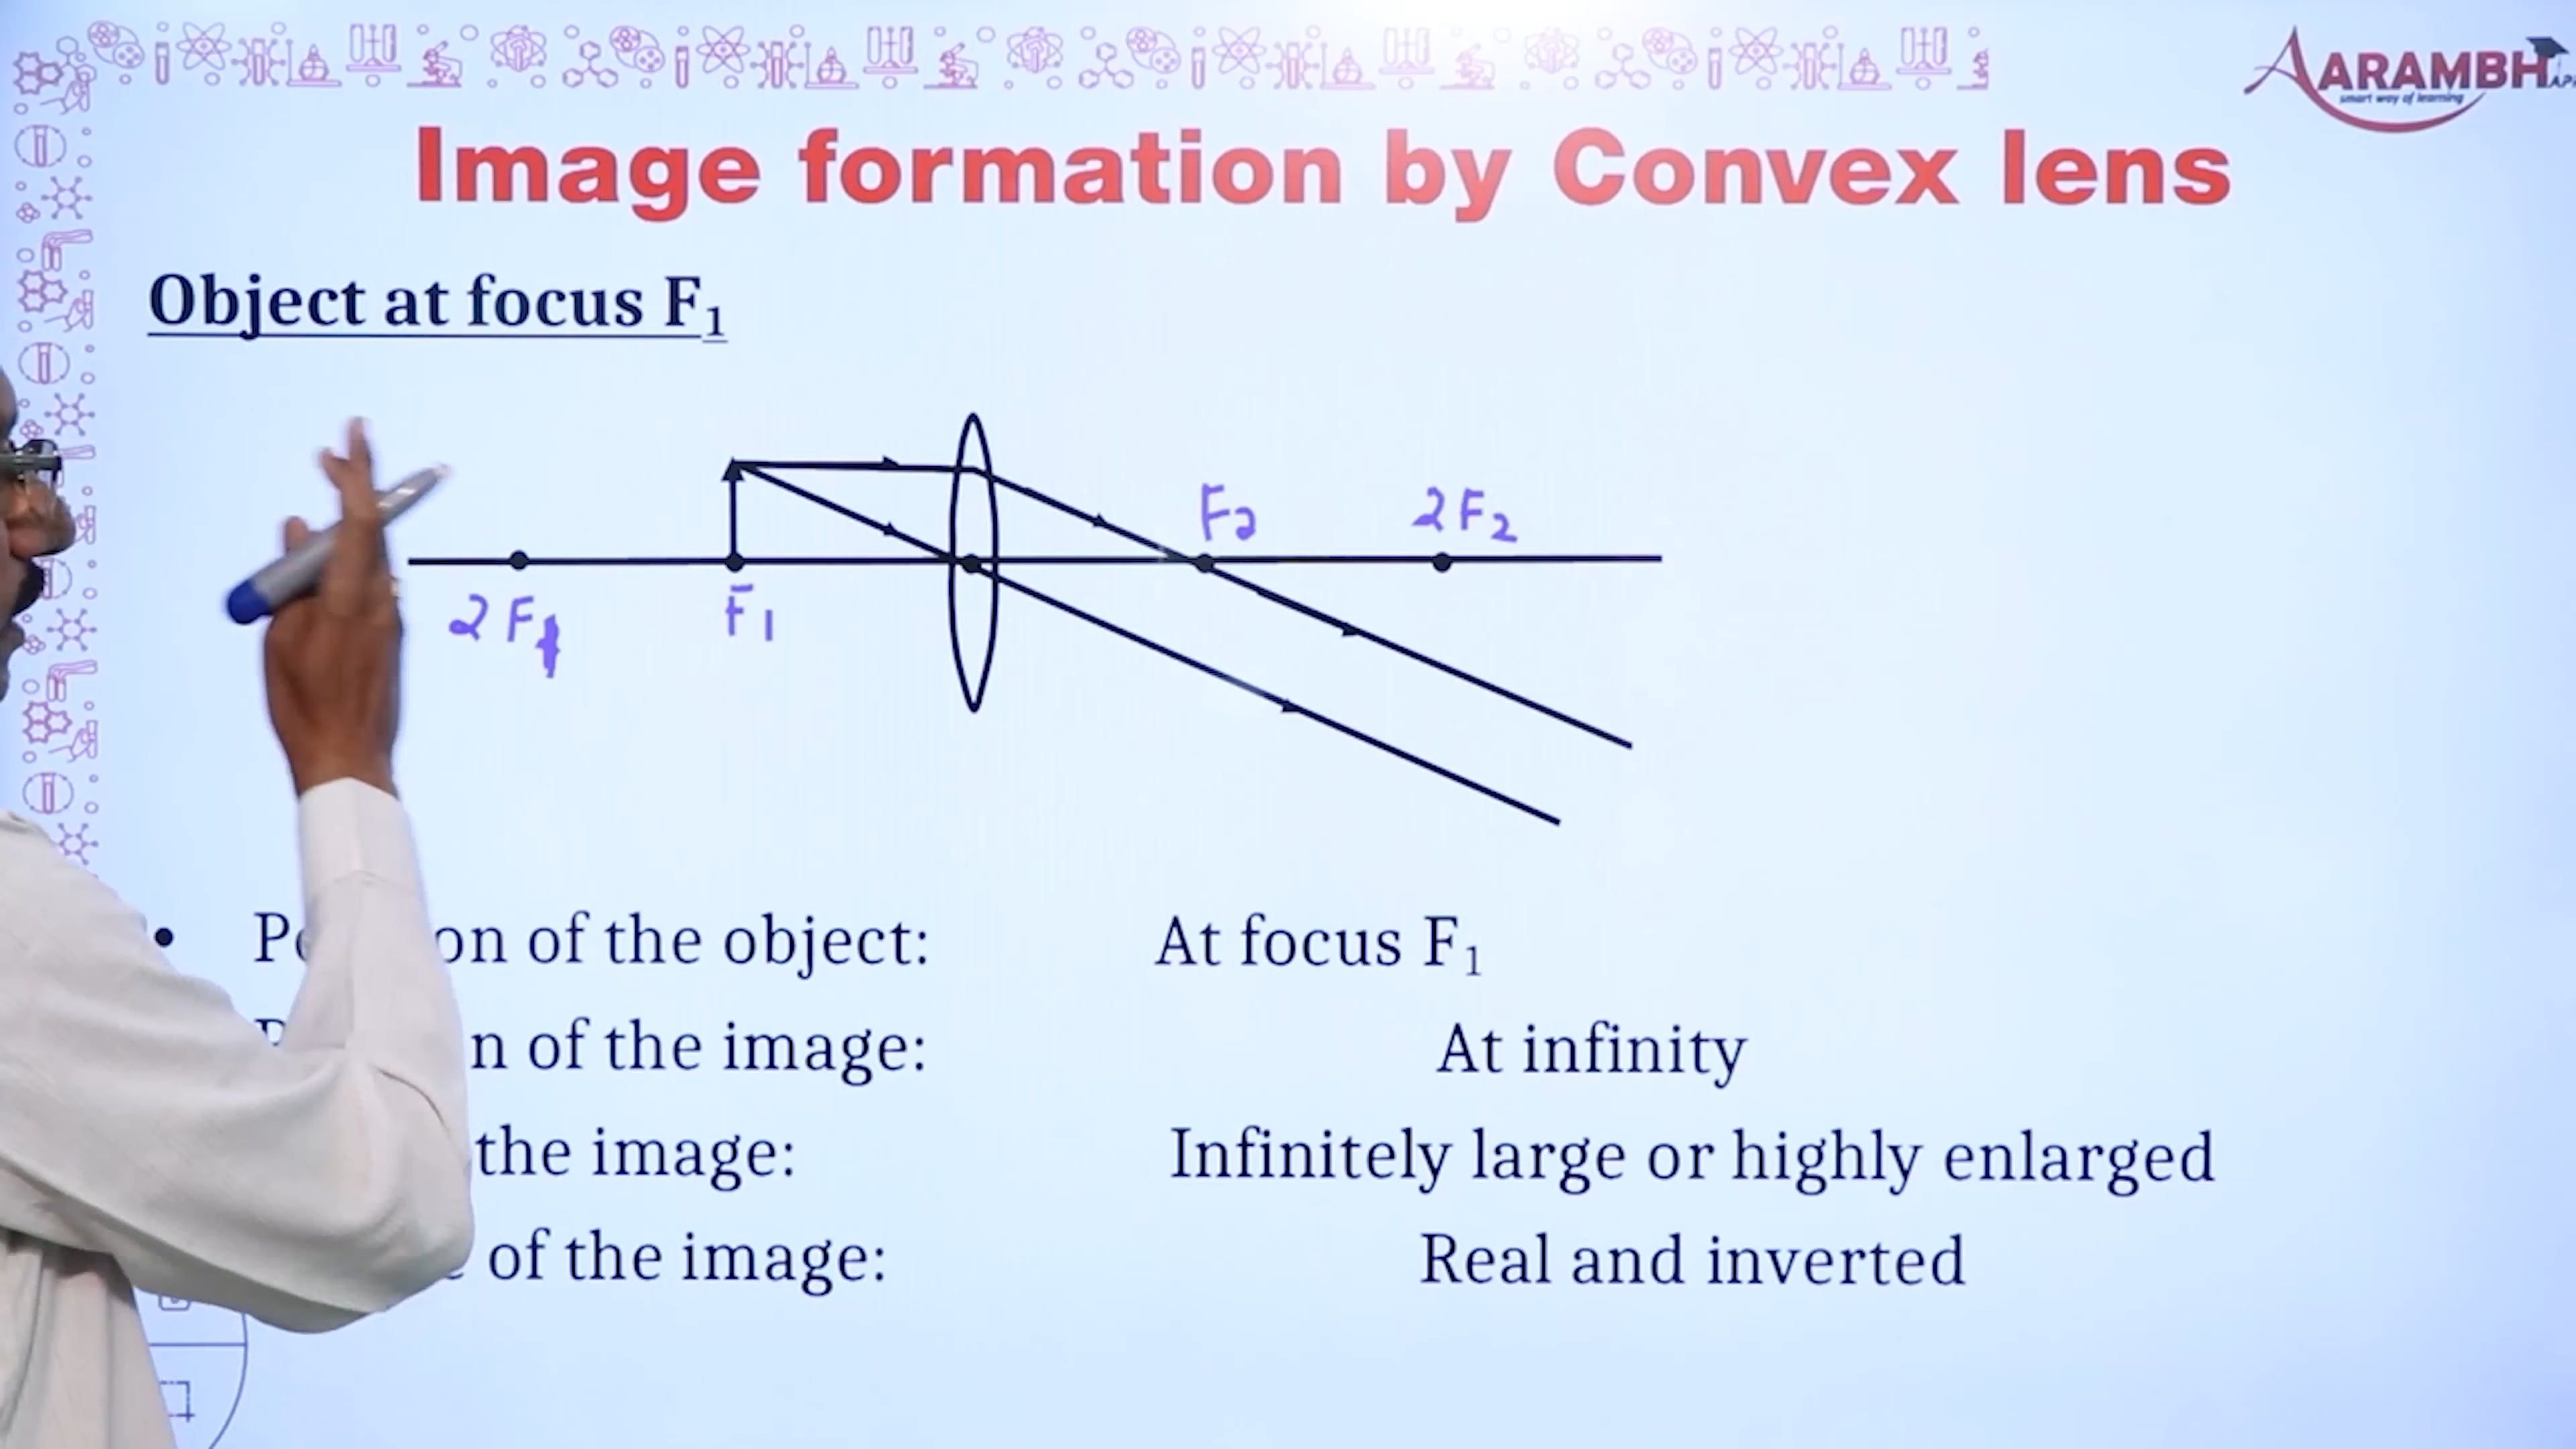 AARAMBH
smart way of learning
Image formation by Convex lens
Object at focus F₁
F₂ 2F₂
2F₁ F₁
• of the object: At focus F₁
of the image: At infinity
the image: Infinitely large or highly enlarged
of the image: Real and inverted